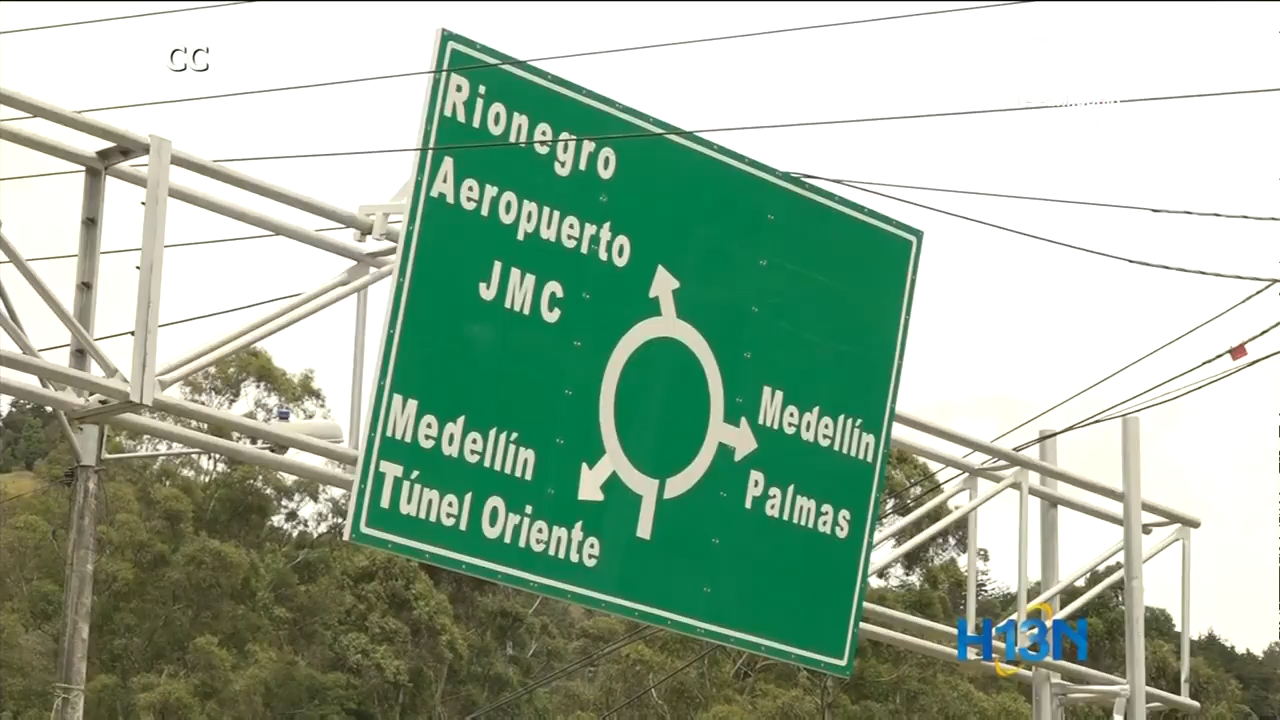 CC
Rionegro
Aeropuerto
JMC
Medellín
Palmas
Medellín
Túnel Oriente
H13N